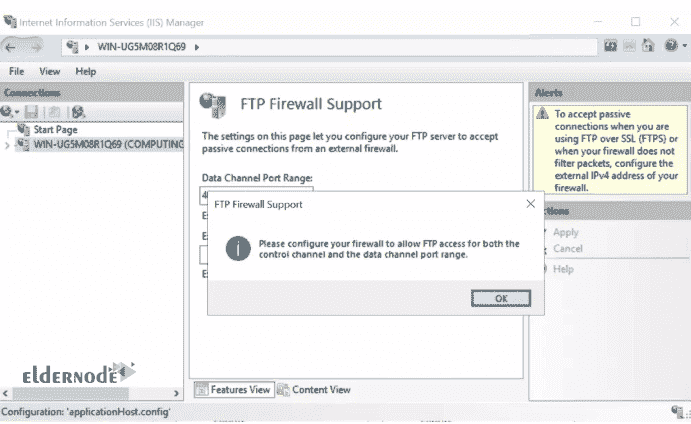 Internet Information Services (IIS) Manager
WIN-UG5M08R1Q69
File View Help
Connections
Start Page
WIN-UG5M08R1Q69 (COMPUTING
FTP Firewall Support
The settings on this page let you configure your FTP server to accept
passive connections from an external firewall.
Data Channel Port Range:
FTP Firewall Support
Please configure your firewall to allow FTP access for both the
control channel and the data channel port range.
OK
Alerts
To accept passive
connections when you are
using FTP over SSL (FTPS) or
when your firewall does not
filter packets, configure the
external IPv4 address of your
firewall.
ctions
Apply
Cancel
Help
eldernode
Features View Content View
Configuration: 'applicationHost.config'